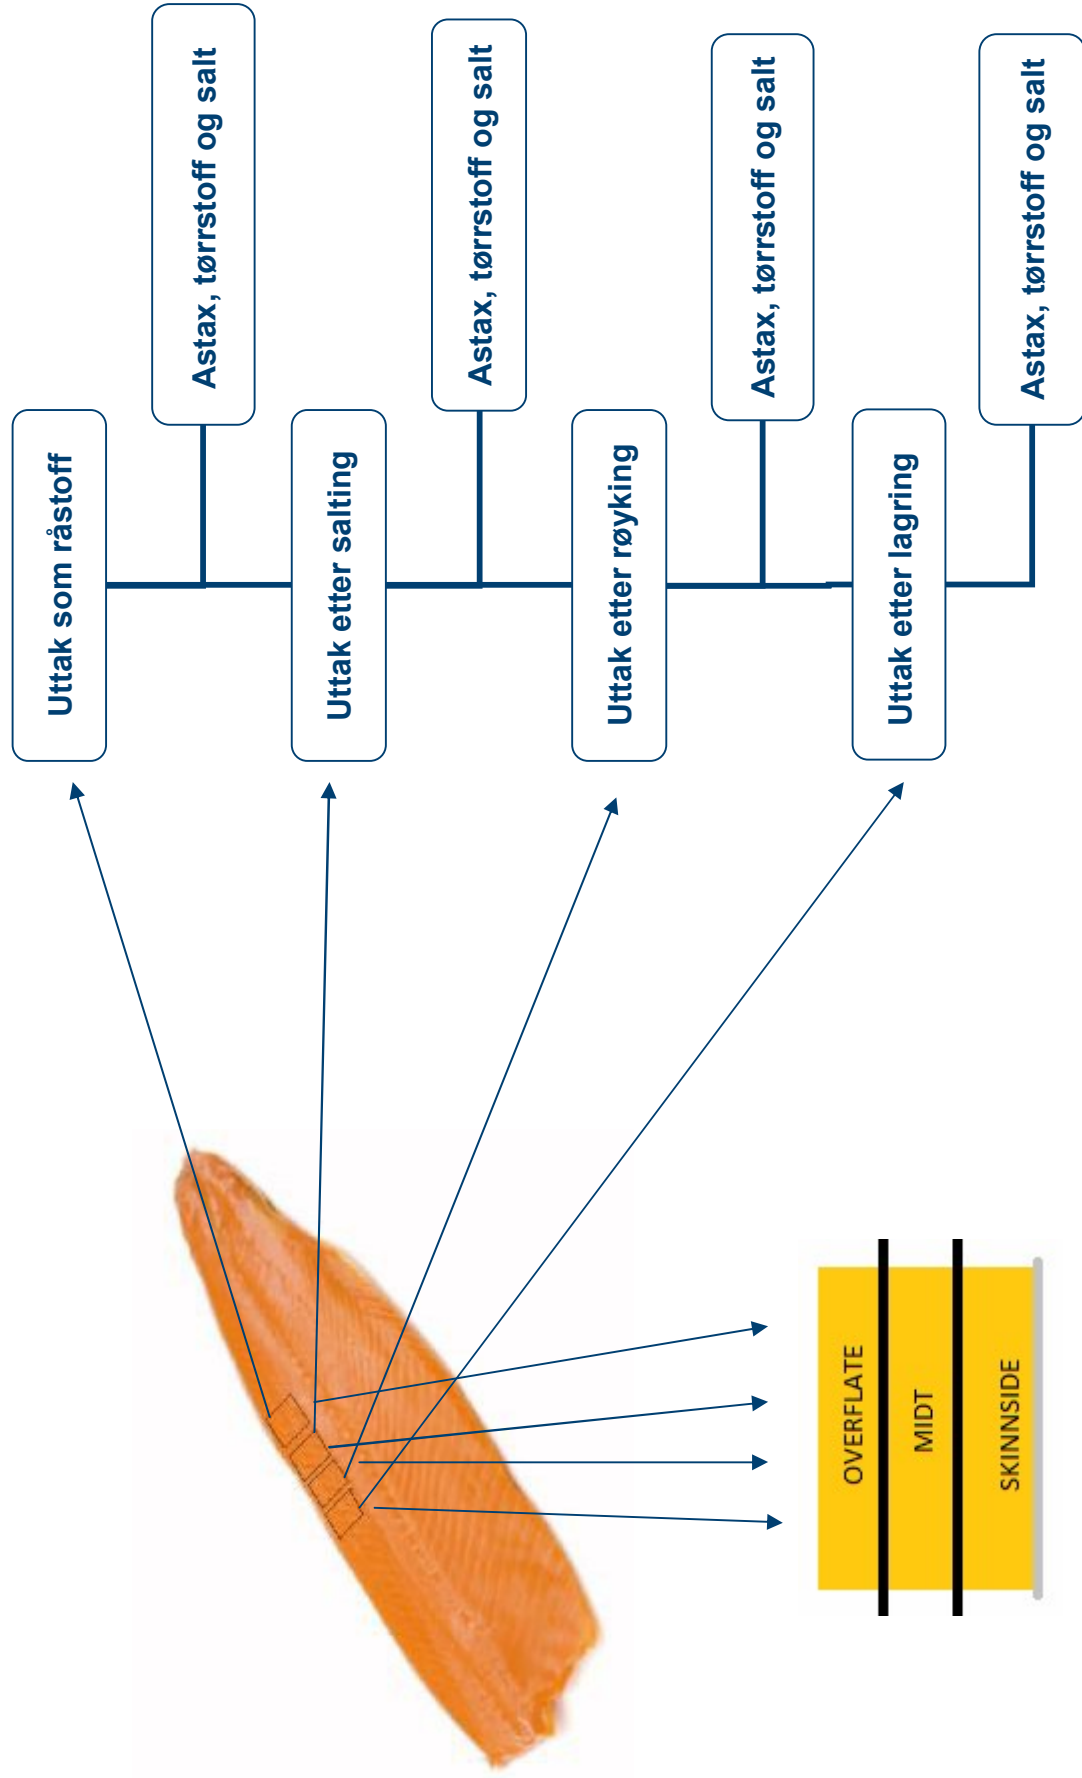 Uttak som råstoff
Astax, tørrstoff og salt
Uttak etter salting
Astax, tørrstoff og salt
Uttak etter røyking
Astax, tørrstoff og salt
Uttak etter lagring
Astax, tørrstoff og salt
OVERFLATE
MIDT
SKINNSIDE